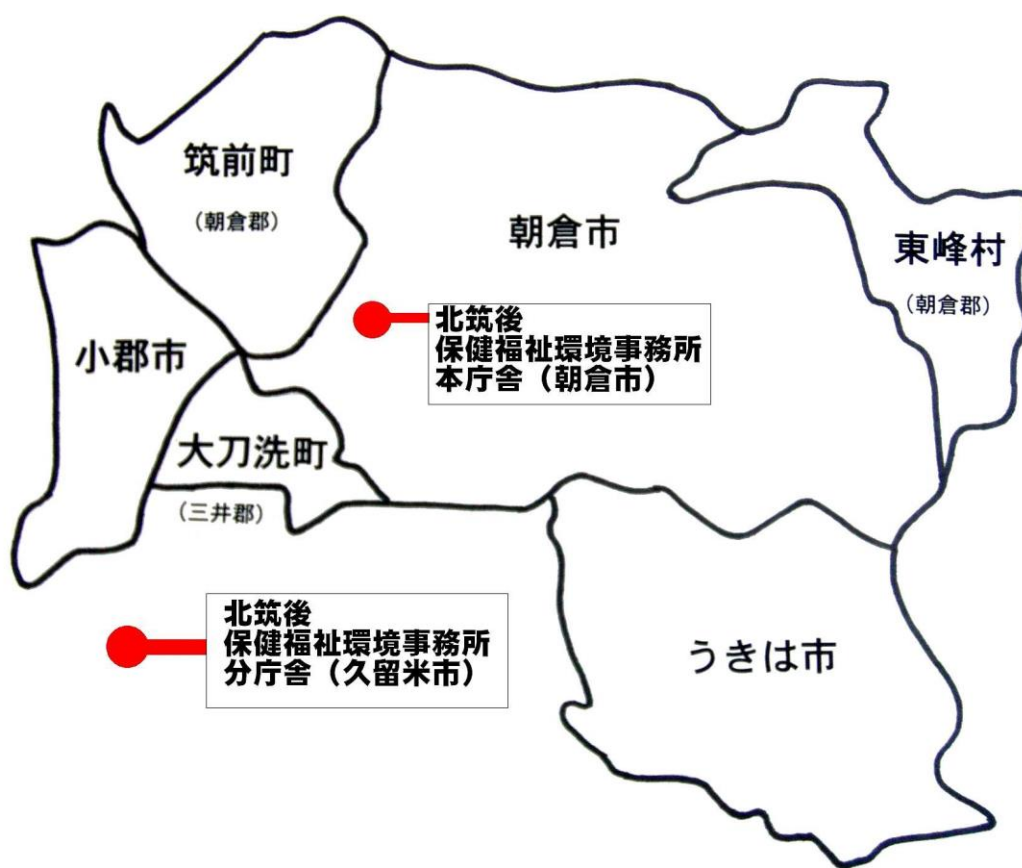 筑前町
(朝倉郡)
朝倉市
東峰村
(朝倉郡)
小郡市
北筑後
保健福祉環境事務所
本庁舎（朝倉市）
大刀洗町
(三井郡)
北筑後
保健福祉環境事務所
分庁舎（久留米市）
うきは市